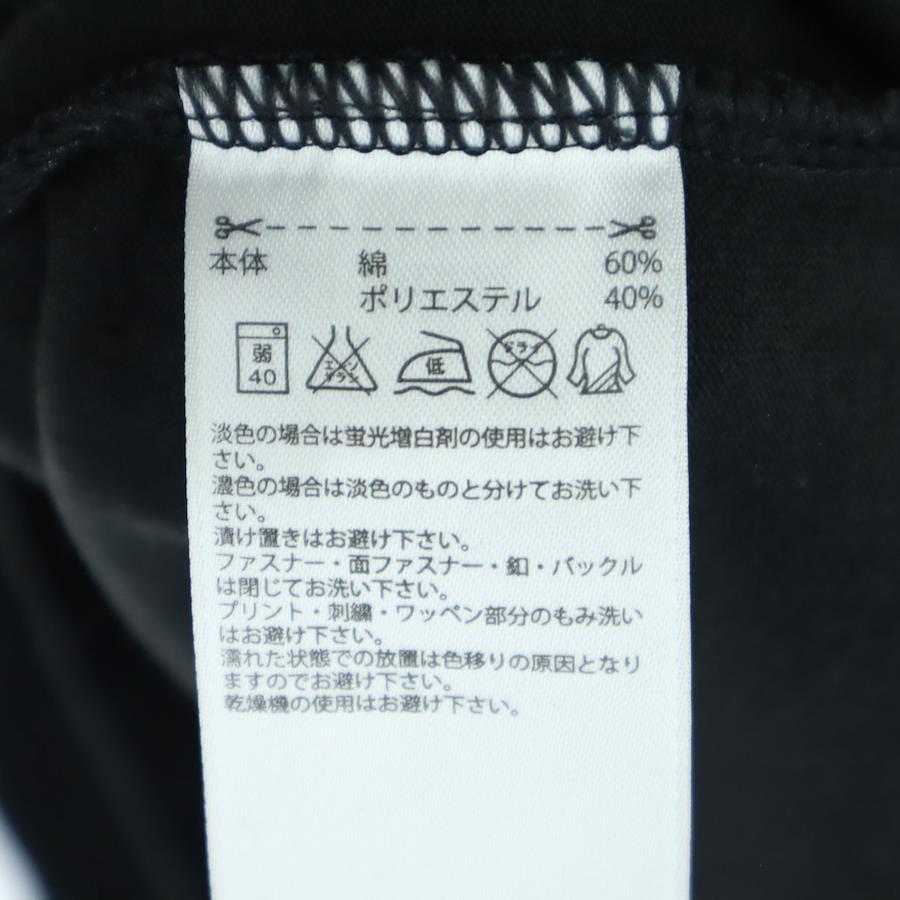 本体 綿 60%
ポリエステル 40%
弱 エンソ 低 ドライ
40 サラシ
淡色の場合は蛍光増白剤の使用はお避け下
さい。
濃色の場合は淡色のものと分けてお洗い下
さい。
漬け置きはお避け下さい。
ファスナー・面ファスナー・釦・バックル
は閉じてお洗い下さい。
プリント・刺繍・ワッペン部分のもみ洗い
はお避け下さい。
濡れた状態での放置は色移りの原因となり
ますのでお避け下さい。
乾燥機の使用はお避け下さい。